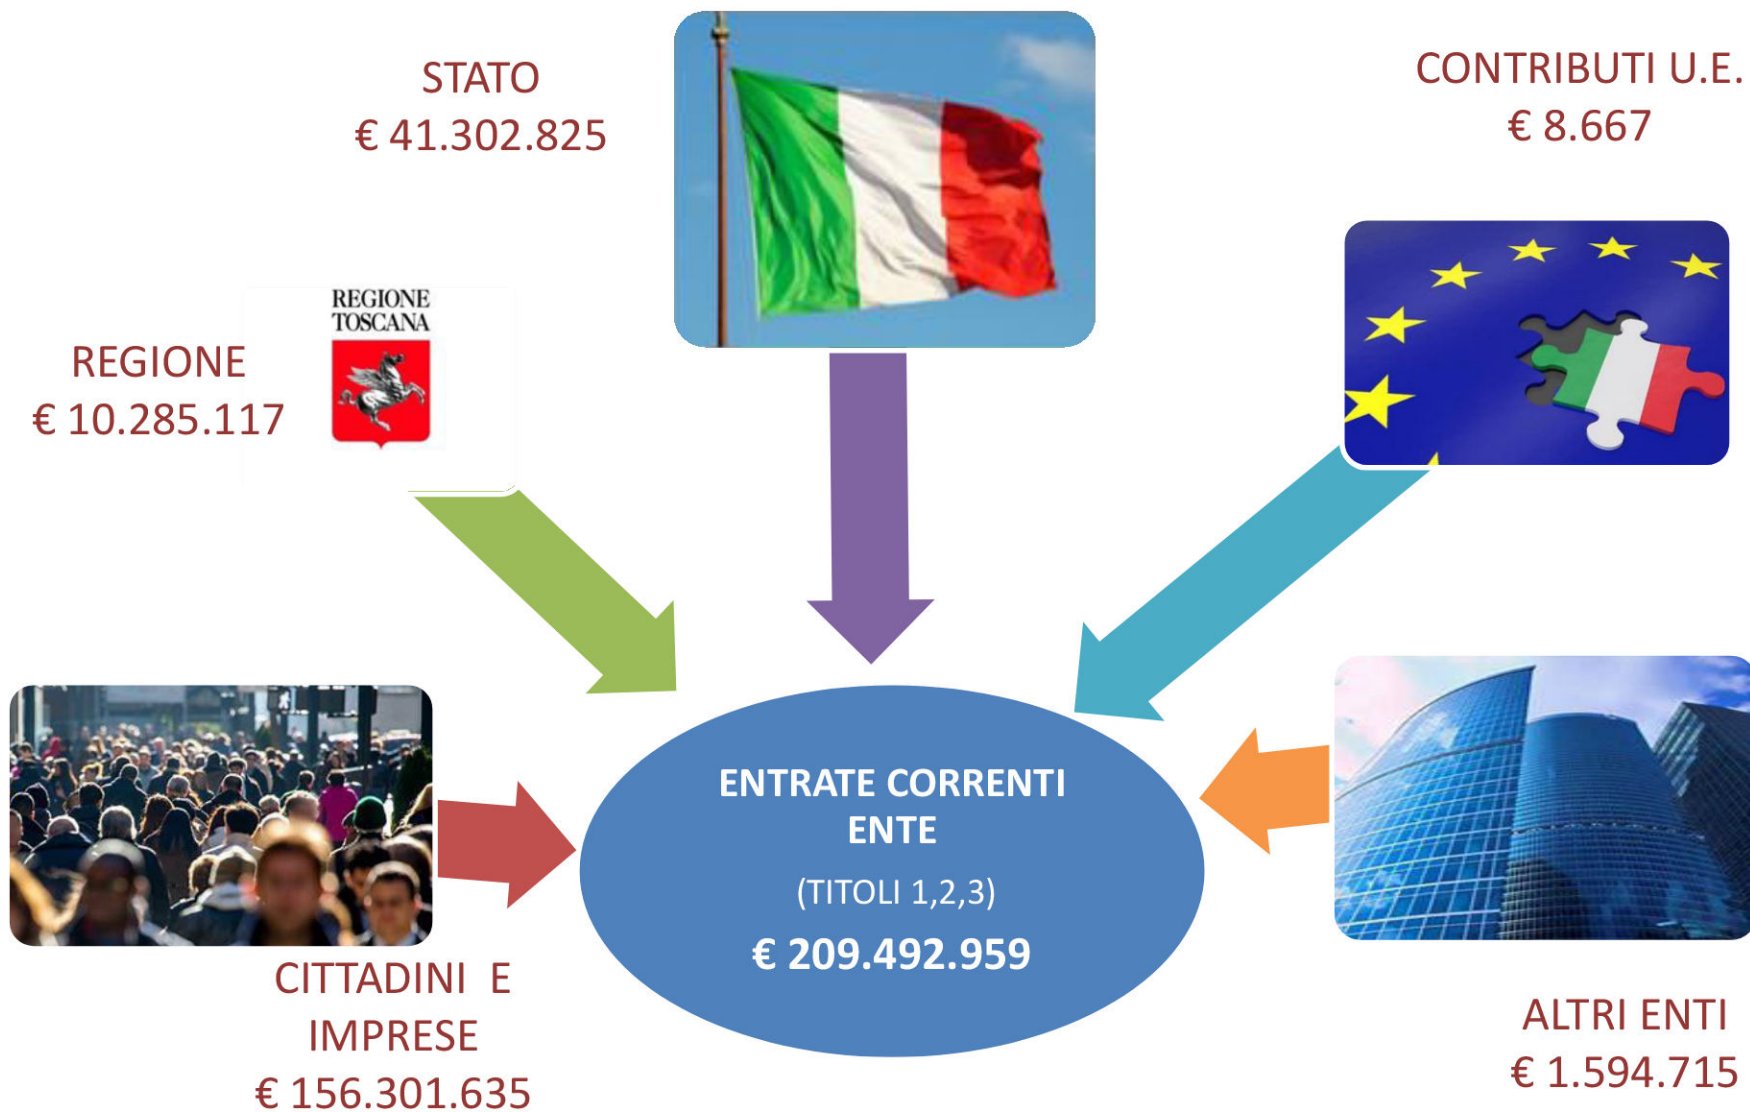 STATO
€ 41.302.825
CONTRIBUTI U.E.
€ 8.667
REGIONE
TOSCANA
REGIONE
€ 10.285.117
ENTRATE CORRENTI
ENTE
(TITOLI 1,2,3)
€ 209.492.959
CITTADINI E
IMPRESE
€ 156.301.635
ALTRI ENTI
€ 1.594.715